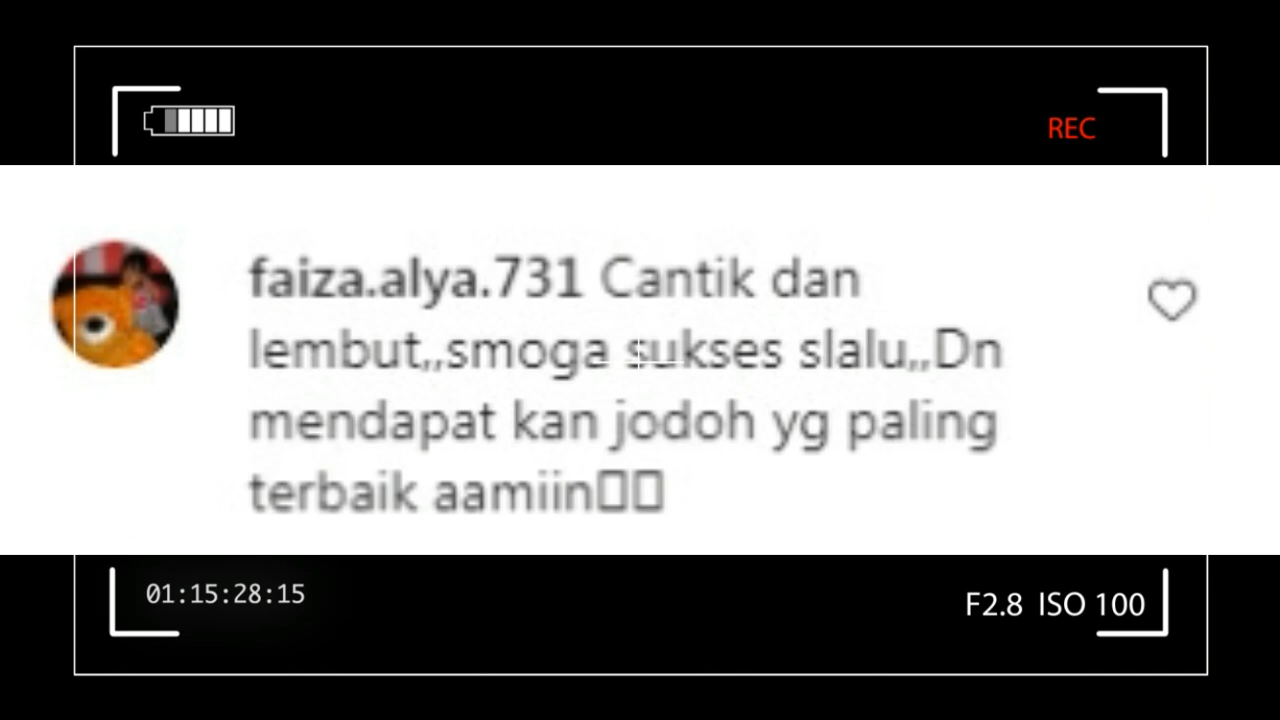 REC
faiza.alya.731 Cantik dan
lembut,,smoga sukses slalu,,Dn
mendapat kan jodoh yg paling
terbaik aamiin
01:15:28:15
F2.8 ISO 100